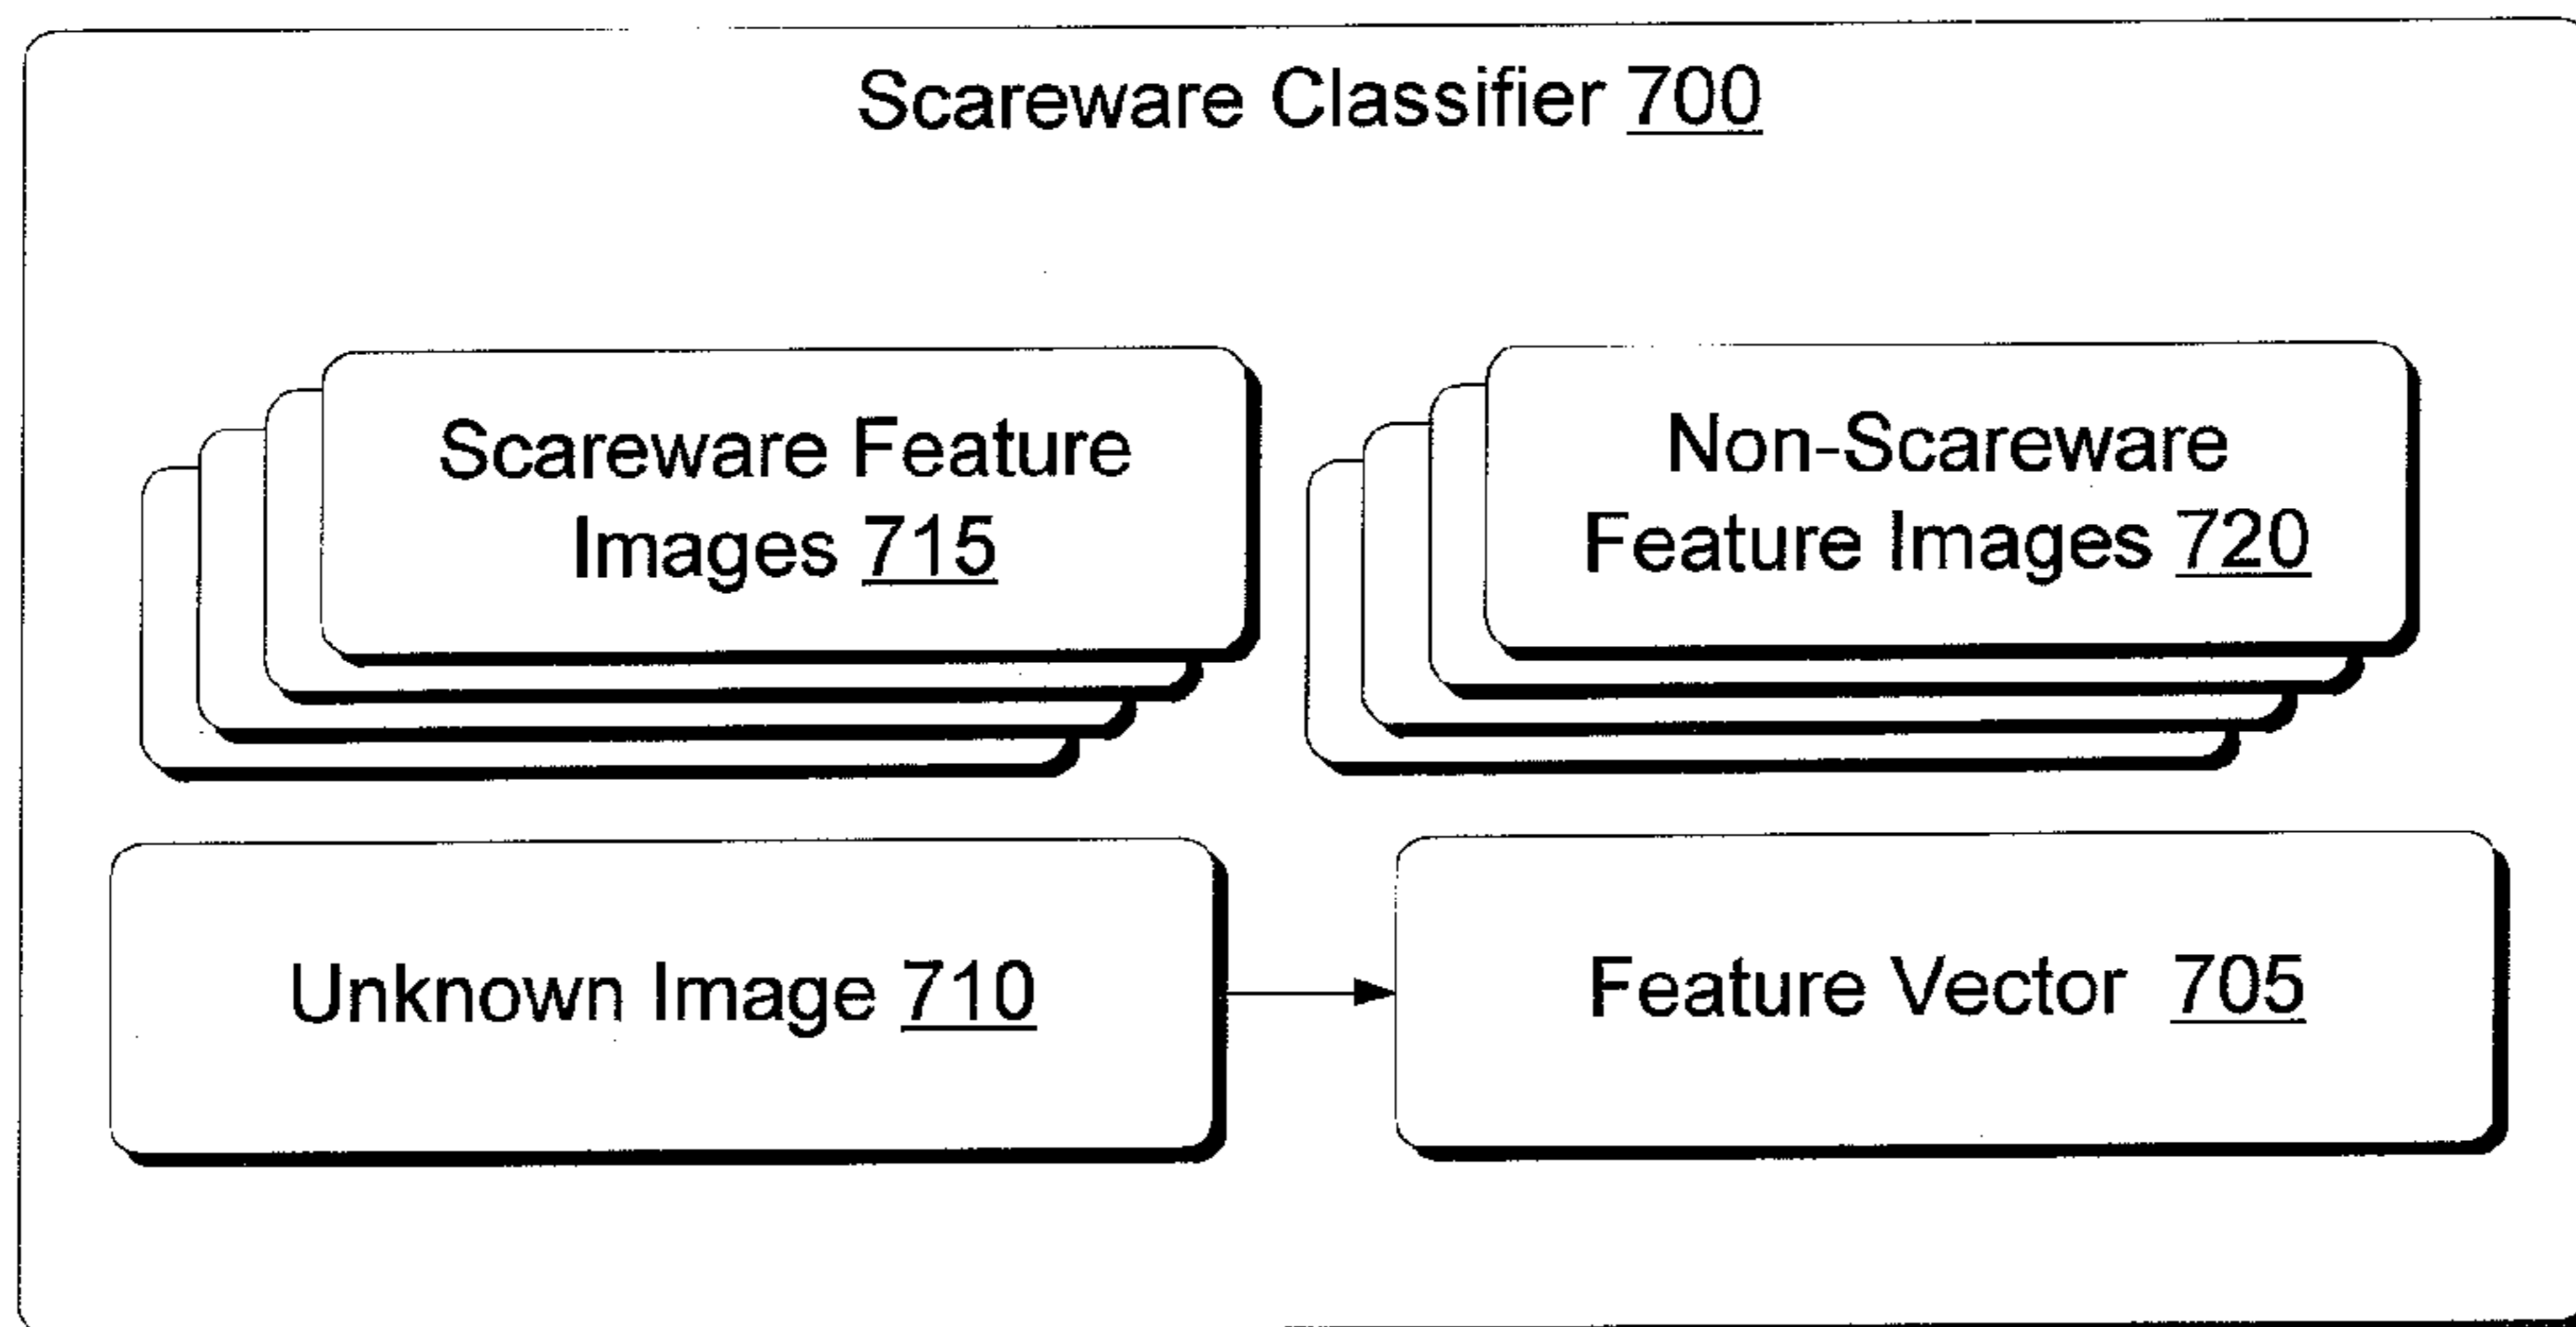 Scareware Classifier 700
Scareware Feature
Images 715
Non-Scareware
Feature Images 720
Unknown Image 710
Feature Vector 705